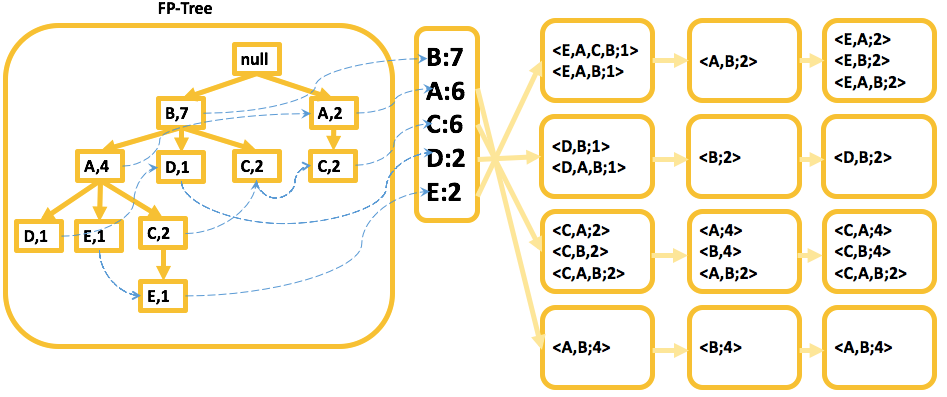 FP-Tree
null
B,7
A,2
A,4
D,1
C,2
C,2
D,1
E,1
C,2
E,1
B:7
A:6
C:6
D:2
E:2
<E,A,C,B;1>
<E,A,B;1>
<A,B;2>
<E,A;2>
<E,B;2>
<E,A,B;2>
<D,B;1>
<D,A,B;1>
<B;2>
<D,B;2>
<C,A;2>
<C,B,2>
<C,A,B;2>
<A;4>
<B,4>
<A,B;2>
<C,A;4>
<C,B;4>
<C,A,B;2>
<A,B;4>
<B;4>
<A,B;4>